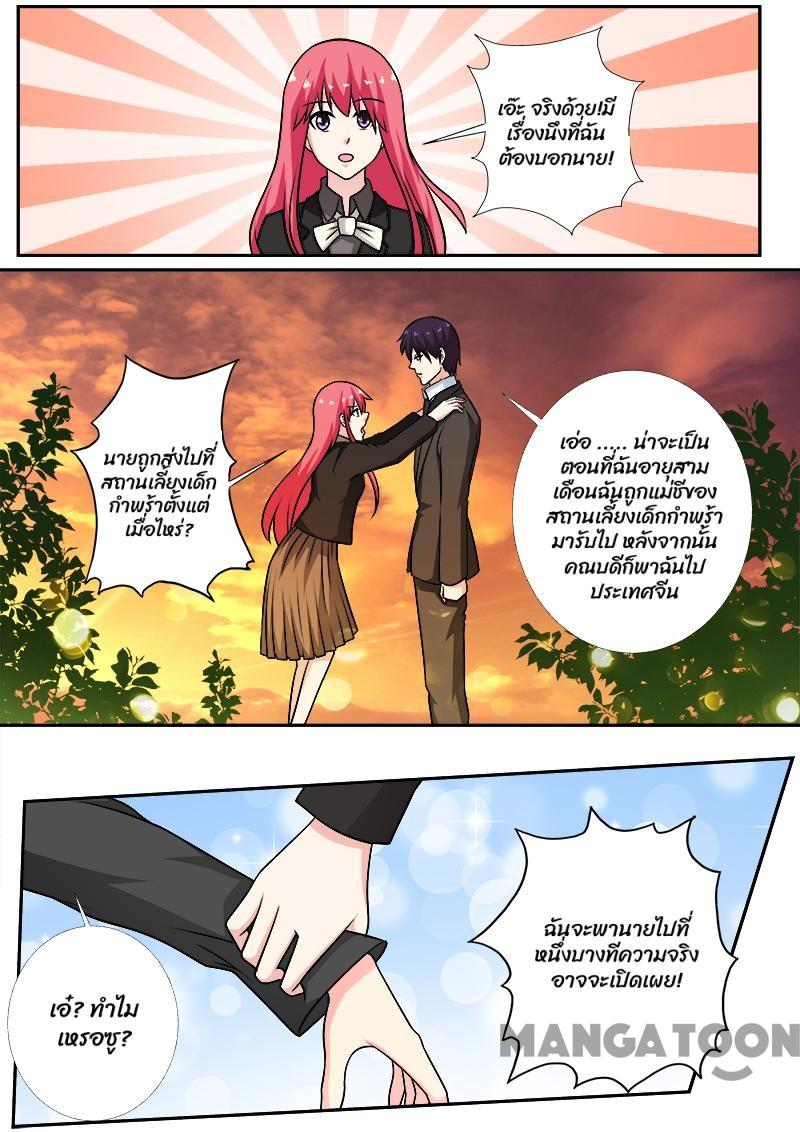 เอ๊ะ จริงด้วย!มี
เรื่องนึงที่ฉัน
ต้องบอกนาย!
นายถูกส่งไปที่
สถานเลี้ยงเด็ก
กำพร้าตั้งแต่
เมื่อไหร่?
เอ่อ ..... น่าจะเป็น
ตอนที่ฉันอายุสาม
เดือนฉันถูกแม่ชีของ
สถานเลี้ยงเด็กกำพร้า
มารับไป หลังจากนั้น
คณบดีก็พาฉันไป
ประเทศจีน
เอ๋? ทำไม
เหรอซู?
ฉันจะพานายไปที่
หนึ่งบางทีความจริง
อาจจะเปิดเผย!
MANGATOON